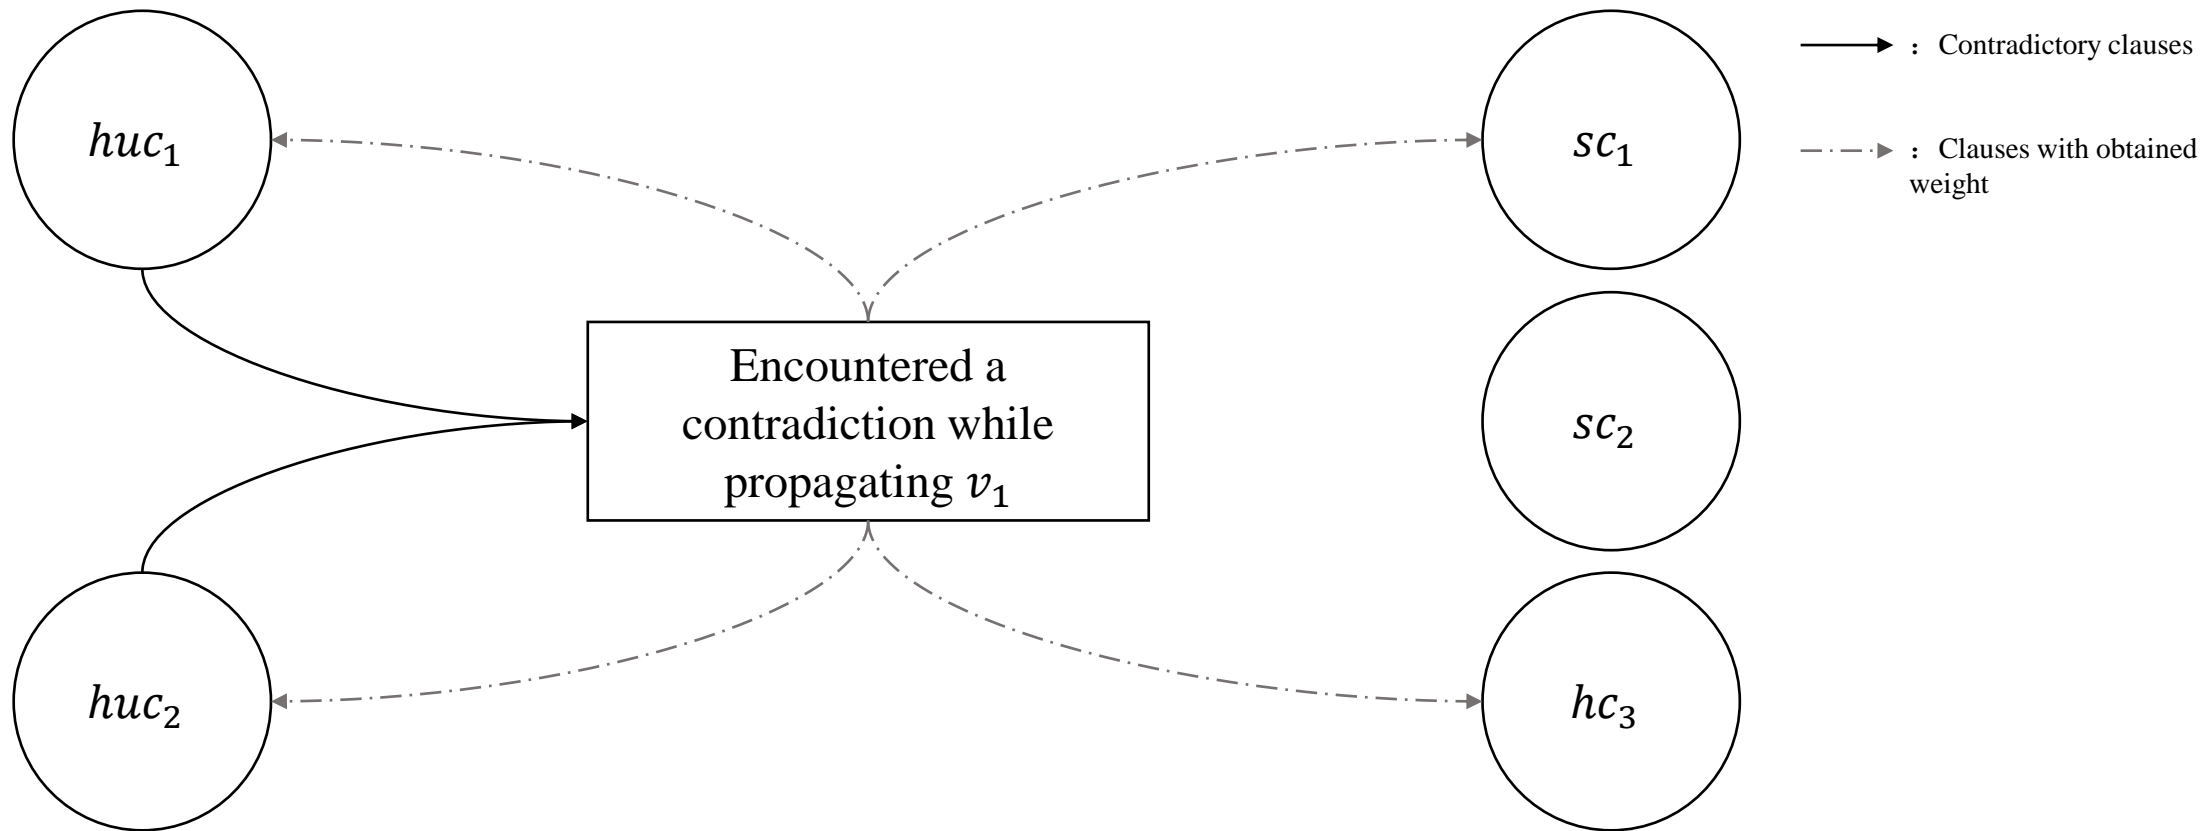 huc₁
sc₁
：Contradictory clauses
：Clauses with obtained
weight
Encountered a
contradiction while
propagating v₁
sc₂
huc₂
hc₃